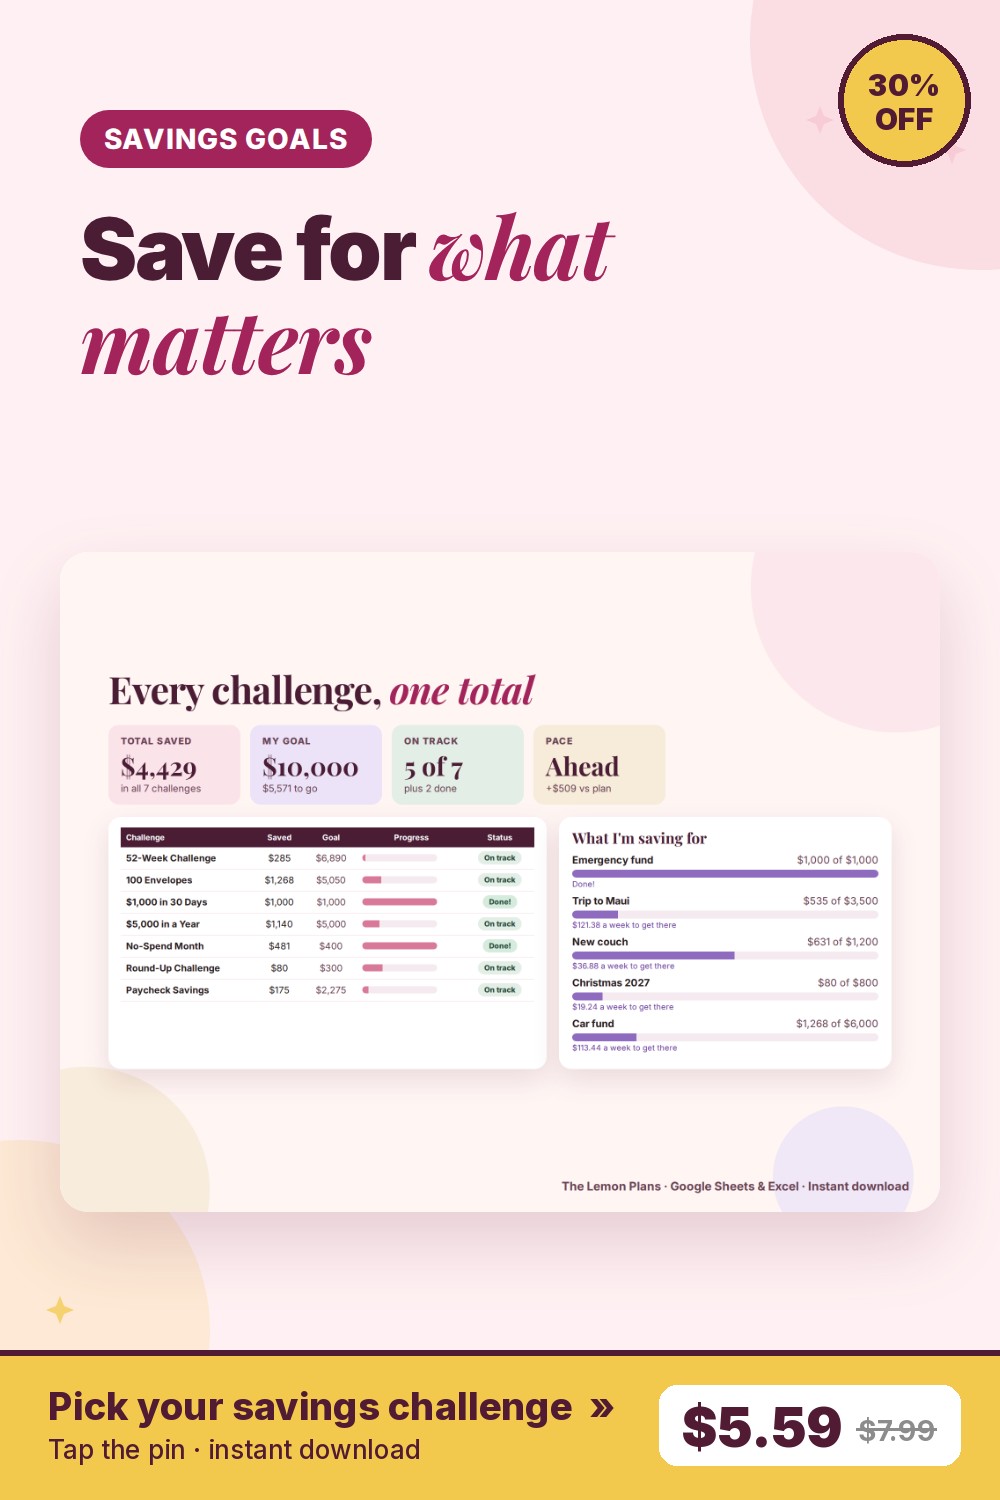 30%
OFF
SAVINGS GOALS
Save for what
matters
Every challenge, one total
TOTAL SAVED
$4,429
in all 7 challenges
MY GOAL
$10,000
$5,571 to go
ON TRACK
5 of 7
plus 2 done
PACE
Ahead
+$509 vs plan
Challenge Saved Goal Progress Status
52-Week Challenge $285 $6,890 On track
100 Envelopes $1,268 $5,050 On track
$1,000 in 30 Days $1,000 $1,000 Done!
$5,000 in a Year $1,140 $5,000 On track
No-Spend Month $481 $400 Done!
Round-Up Challenge $80 $300 On track
Paycheck Savings $175 $2,275 On track
What I'm saving for
Emergency fund $1,000 of $1,000
Done!
Trip to Maui $535 of $3,500
$121.38 a week to get there
New couch $631 of $1,200
$36.88 a week to get there
Christmas 2027 $80 of $800
$19.24 a week to get there
Car fund $1,268 of $6,000
$113.44 a week to get there
The Lemon Plans · Google Sheets & Excel · Instant download
Pick your savings challenge »
Tap the pin · instant download
$5.59 $7.99